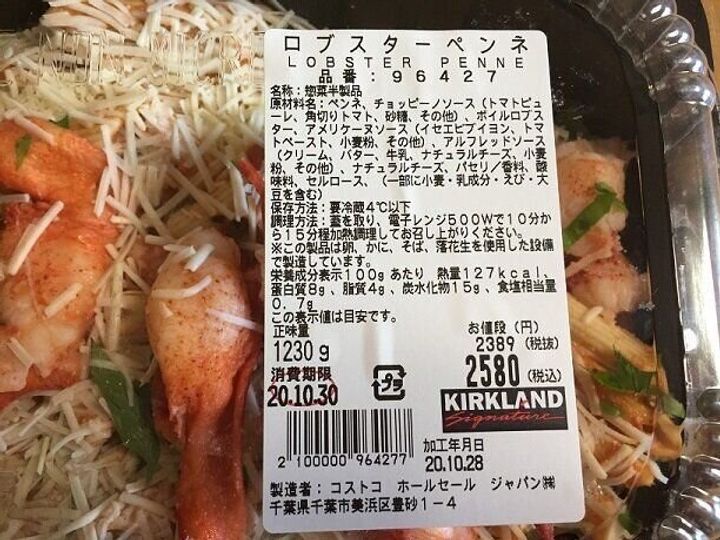 ロブスターペンネ
LOBSTER PENNE
品番:96427
名称:惣菜半製品
原材料名:ペンネ、チョッピーノソース(トマトピュ
ーレ、角切りトマト、砂糖、その他)、ボイルロブス
ター、アメリケーヌソース(イセエビブイヨン、トマ
トペースト、小麦粉、その他)、アルフレッドソース
(クリーム、バター、牛乳、ナチュラルチーズ、小麦
粉、その他)、ナチュラルチーズ、パセリ/香料、酸
味料、セルロース、(一部に小麦・乳成分・えび・大
豆を含む)
保存方法:要冷蔵4℃以下
調理方法:蓋を取り、電子レンジ500Wで10分か
ら15分程加熱調理してお召し上がりください。
※この製品は卵、かに、そば、落花生を使用した設備
で製造しています。
栄養成分表示100gあたり 熱量127kcal、
蛋白質8g、脂質4g、炭水化物15g、食塩相当量
0.7g
この表示値は目安です。
正味量 お値段(円)
1230g 2389(税抜)
消費期限 2580(税込)
20.10.30 プラ KIRKLAND
Signature
加工年月日
2 100000 964277 20.10.28
製造者:コストコ ホールセール ジャパン㈱
千葉県千葉市美浜区豊砂1-4